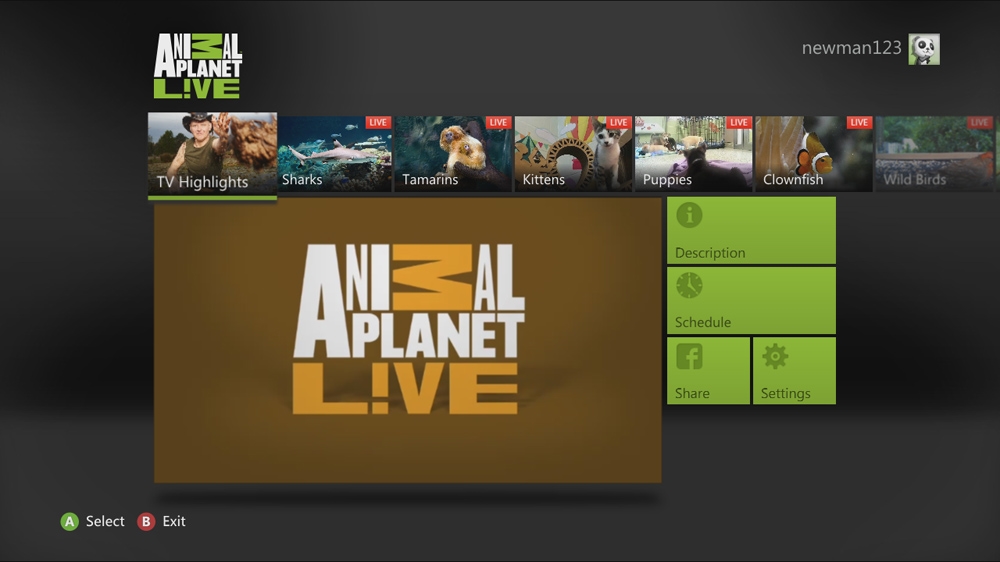 ANIMAL
PLANET
L!VE
newman123
TV Highlights
Sharks
LIVE
Tamarins
LIVE
Kittens
LIVE
Puppies
LIVE
Clownfish
LIVE
Wild Birds
LIVE
ANIMAL
PLANET
L!VE
Description
Schedule
Share
Settings
A Select B Exit